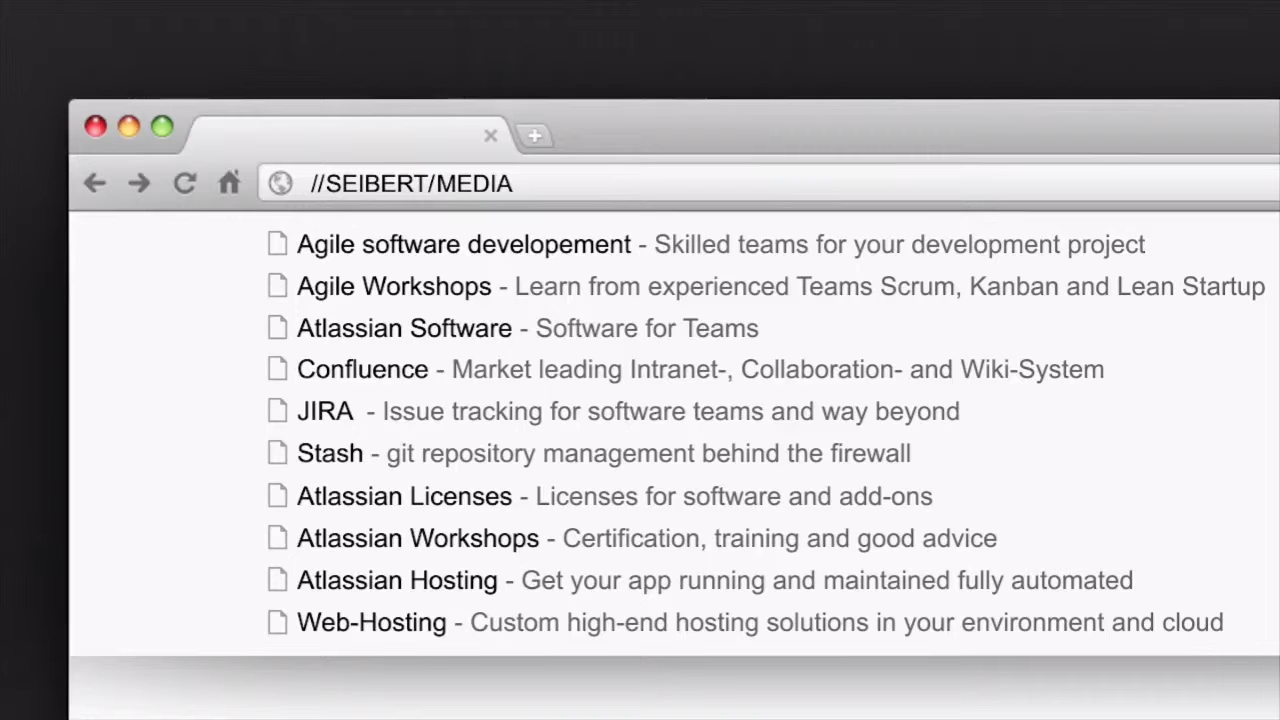 //SEIBERT/MEDIA
Agile software developement - Skilled teams for your development project
Agile Workshops - Learn from experienced Teams Scrum, Kanban and Lean Startup
Atlassian Software - Software for Teams
Confluence - Market leading Intranet-, Collaboration- and Wiki-System
JIRA - Issue tracking for software teams and way beyond
Stash - git repository management behind the firewall
Atlassian Licenses - Licenses for software and add-ons
Atlassian Workshops - Certification, training and good advice
Atlassian Hosting - Get your app running and maintained fully automated
Web-Hosting - Custom high-end hosting solutions in your environment and cloud